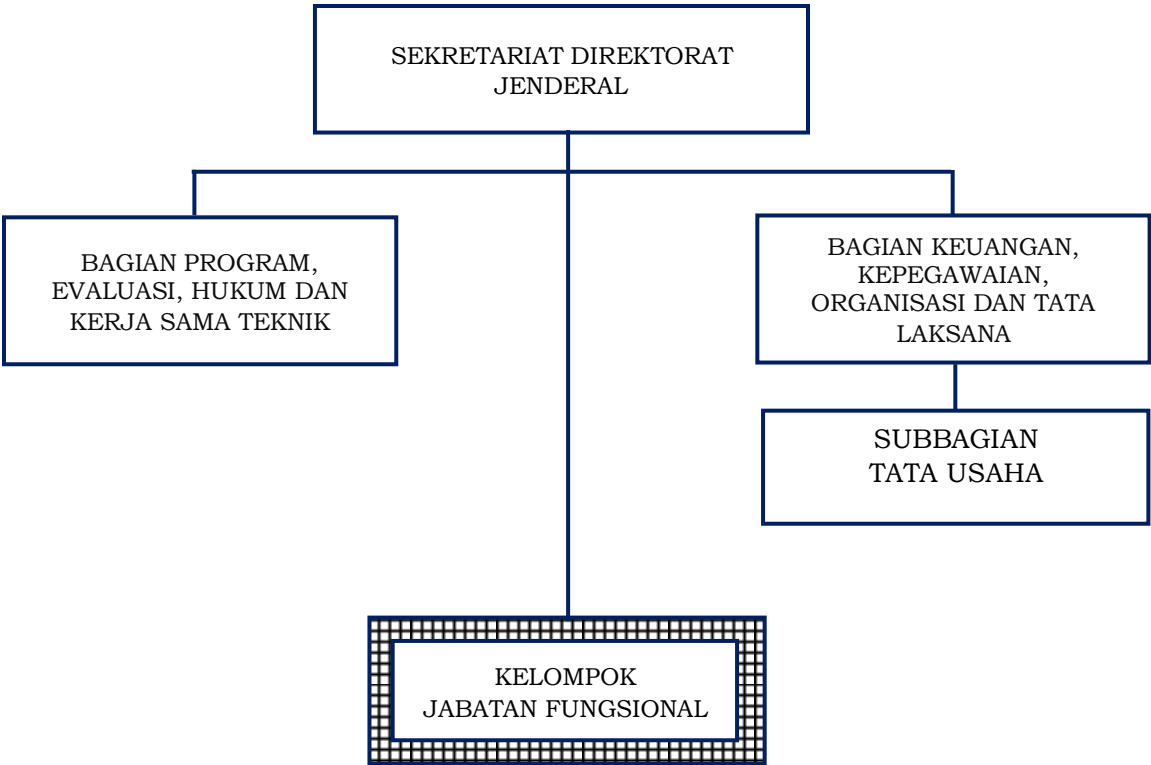 SEKRETARIAT DIREKTORAT
JENDERAL
BAGIAN PROGRAM,
EVALUASI, HUKUM DAN
KERJA SAMA TEKNIK
BAGIAN KEUANGAN,
KEPEGAWAIAN,
ORGANISASI DAN TATA
LAKSANA
SUBBAGIAN
TATA USAHA
KELOMPOK
JABATAN FUNGSIONAL